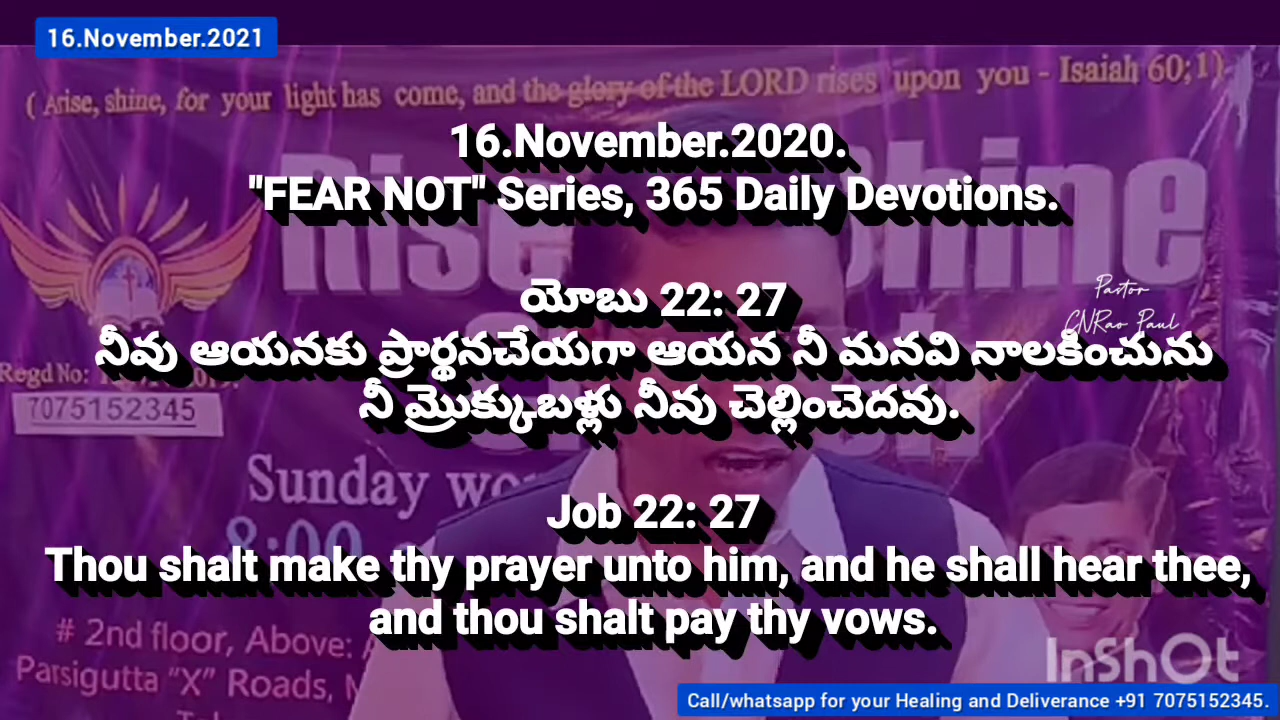 16.November.2021
( Arise, shine, for your light has come, and the glory of the LORD rises upon you - Isaiah 60;1)
16.November.2020.
"FEAR NOT" Series, 365 Daily Devotions.
Rise Shine
యోబు 22: 27
Pastor
CNRao Paul
నీవు ఆయనకు ప్రార్థనచేయగా ఆయన నీ మనవి నాలకించును
Regd No:
7075152345
నీ మ్రొక్కుబళ్లు నీవు చెల్లించెదవు.
Sunday
8:00
Job 22: 27
Thou shalt make thy prayer unto him, and he shall hear thee,
and thou shalt pay thy vows.
# 2nd floor, Above:
Parsigutta "X" Roads,
InShOt
Call/whatsapp for your Healing and Deliverance +91 7075152345.